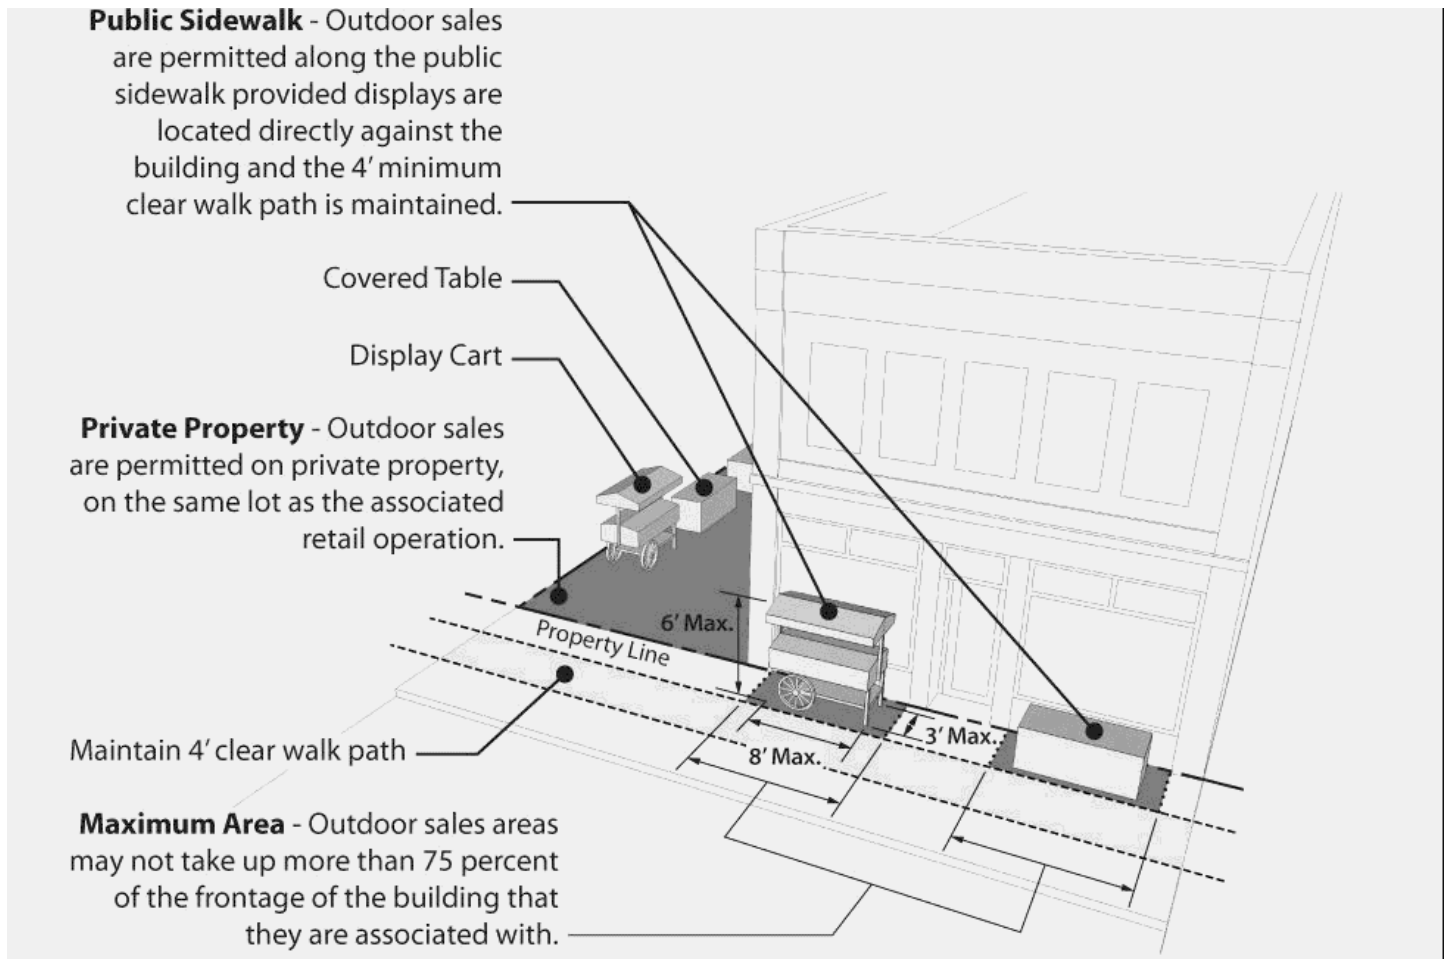 Public Sidewalk - Outdoor sales
are permitted along the public
sidewalk provided displays are
located directly against the
building and the 4' minimum
clear walk path is maintained.
Covered Table
Display Cart
Private Property - Outdoor sales
are permitted on private property,
on the same lot as the associated
retail operation.
6' Max.
Property Line
3' Max.
8' Max.
Maintain 4' clear walk path
Maximum Area - Outdoor sales areas
may not take up more than 75 percent
of the frontage of the building that
they are associated with.